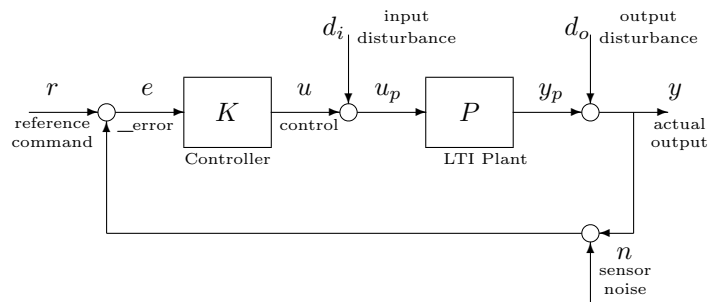 input
disturbance
d_i
output
disturbance
d_o
r
e
K
u
u_p
P
y_p
y
reference
command
_error
control
actual
output
Controller
LTI Plant
n
sensor
noise